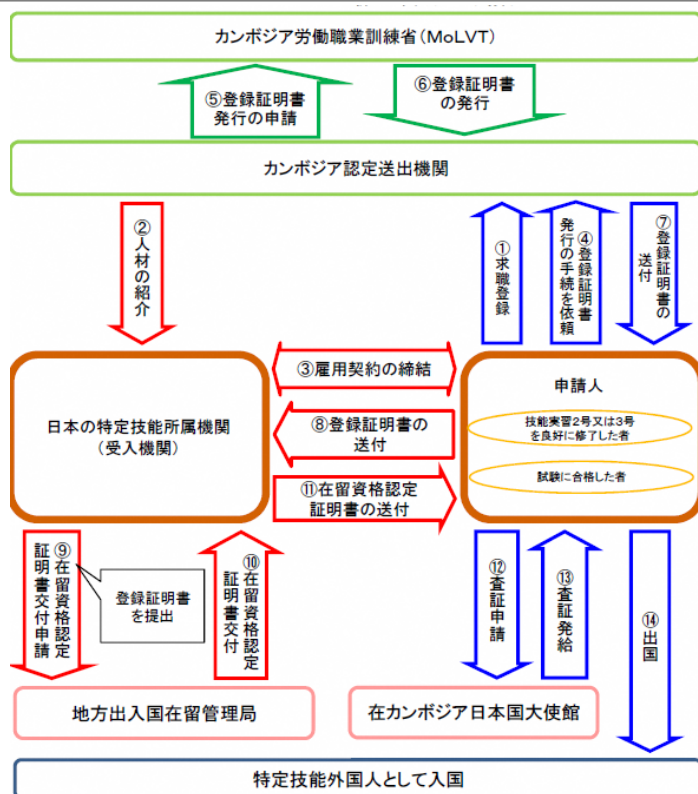 カンボジア労働職業訓練省(MoLVT)
⑤登録証明書
発行の申請
⑥登録証明書
の発行
カンボジア認定送出機関
②人材の紹介
①求職登録
④登録証明書
発行の手続を依頼
⑦登録証明書の
送付
③雇用契約の締結
日本の特定技能所属機関
(受入機関)
⑧登録証明書の
送付
⑪在留資格認定
証明書の送付
申請人
技能実習2号又は3号
を良好に修了した者
試験に合格した者
⑨在留資格認定
証明書交付申請
登録証明書
を提出
⑩在留資格認定
証明書交付
⑫査証申請
⑬査証発給
⑭出国
地方出入国在留管理局
在カンボジア日本国大使館
特定技能外国人として入国